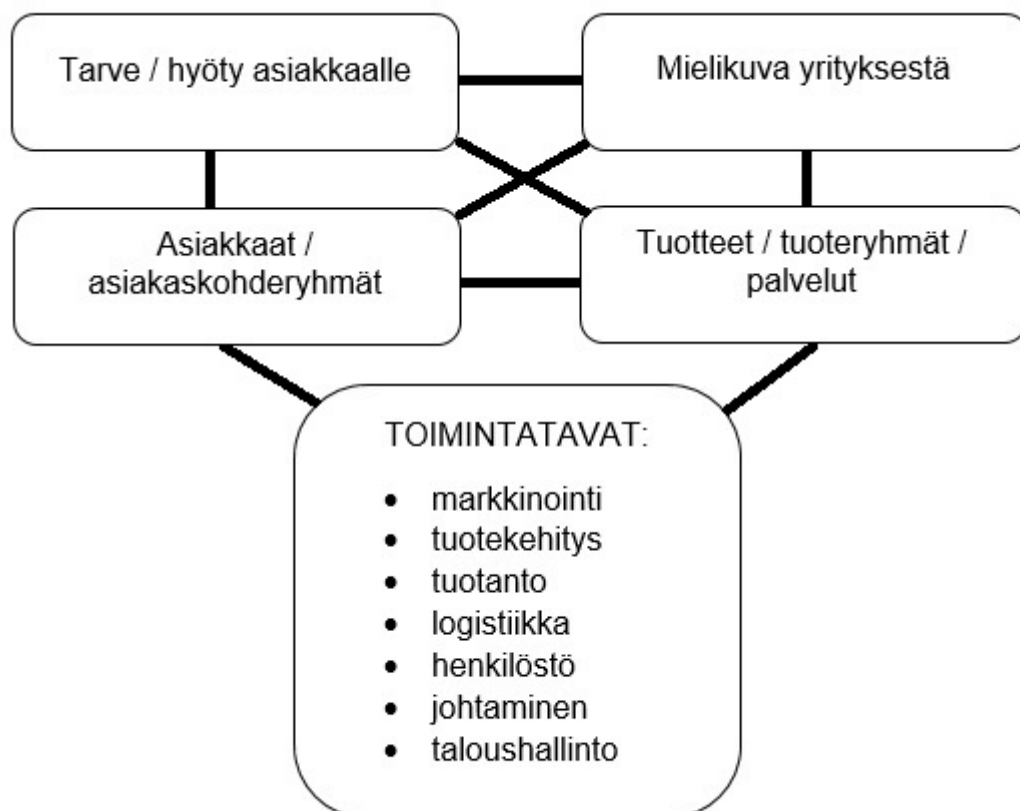 Tarve / hyöty asiakkaalle
Mielikuva yrityksestä
Asiakkaat /
asiakaskohderyhmät
Tuotteet / tuoteryhmät /
palvelut
TOIMINTATAVAT:
• markkinointi
• tuotekehitys
• tuotanto
• logistiikka
• henkilöstö
• johtaminen
• taloushallinto